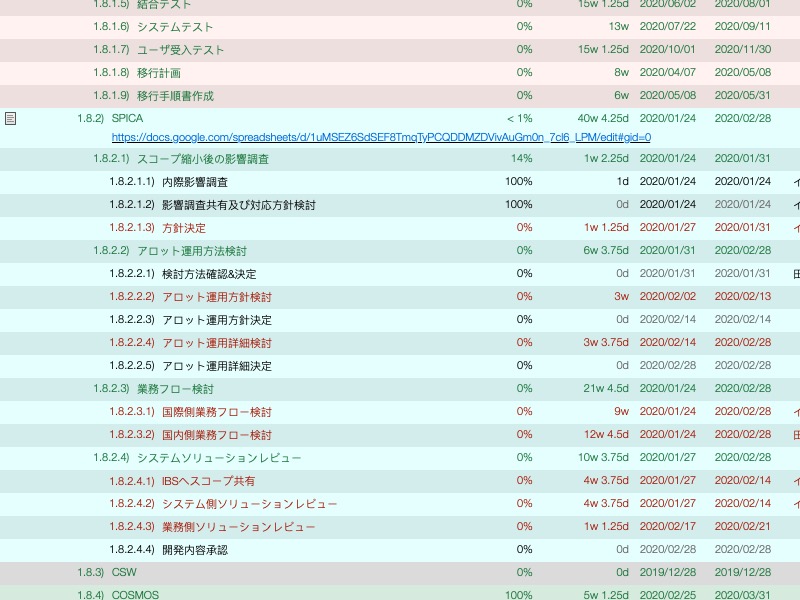 1.8.1.5) 結合テスト 0% 15w 1.25d 2020/06/02 2020/08/01
1.8.1.6) システムテスト 0% 13w 2020/07/22 2020/09/11
1.8.1.7) ユーザ受入テスト 0% 15w 1.25d 2020/10/01 2020/11/30
1.8.1.8) 移行計画 0% 8w 2020/04/07 2020/05/08
1.8.1.9) 移行手順書作成 0% 6w 2020/05/08 2020/05/31
1.8.2) SPICA < 1% 40w 4.25d 2020/01/24 2020/02/28
https://docs.google.com/spreadsheets/d/1uMSEZ6SdSEF8TmqTyPCQDDMZDVivAuGm0n_7cl6_LPM/edit#gid=0
1.8.2.1) スコープ縮小後の影響調査 14% 1w 2.25d 2020/01/24 2020/01/31
1.8.2.1.1) 内際影響調査 100% 1d 2020/01/24 2020/01/24 イ
1.8.2.1.2) 影響調査共有及び対応方針検討 100% 0d 2020/01/24 2020/01/24 イ
1.8.2.1.3) 方針決定 0% 1w 1.25d 2020/01/27 2020/01/31 イ
1.8.2.2) アロット運用方法検討 0% 6w 3.75d 2020/01/31 2020/02/28
1.8.2.2.1) 検討方法確認&決定 0% 0d 2020/01/31 2020/01/31 田
1.8.2.2.2) アロット運用方針検討 0% 3w 2020/02/02 2020/02/13
1.8.2.2.3) アロット運用方針決定 0% 0d 2020/02/14 2020/02/14
1.8.2.2.4) アロット運用詳細検討 0% 3w 3.75d 2020/02/14 2020/02/28
1.8.2.2.5) アロット運用詳細決定 0% 0d 2020/02/28 2020/02/28
1.8.2.3) 業務フロー検討 0% 21w 4.5d 2020/01/24 2020/02/28
1.8.2.3.1) 国際側業務フロー検討 0% 9w 2020/01/24 2020/02/28 イ
1.8.2.3.2) 国内側業務フロー検討 0% 12w 4.5d 2020/01/24 2020/02/28 田
1.8.2.4) システムソリューションレビュー 0% 10w 3.75d 2020/01/27 2020/02/28
1.8.2.4.1) IBSへスコープ共有 0% 4w 3.75d 2020/01/27 2020/02/14 イ
1.8.2.4.2) システム側ソリューションレビュー 0% 4w 3.75d 2020/01/27 2020/02/14 イ
1.8.2.4.3) 業務側ソリューションレビュー 0% 1w 1.25d 2020/02/17 2020/02/21
1.8.2.4.4) 開発内容承認 0% 0d 2020/02/28 2020/02/28
1.8.3) CSW 0% 0d 2019/12/28 2019/12/28
1.8.4) COSMOS 100% 5w 1.25d 2020/02/25 2020/03/31